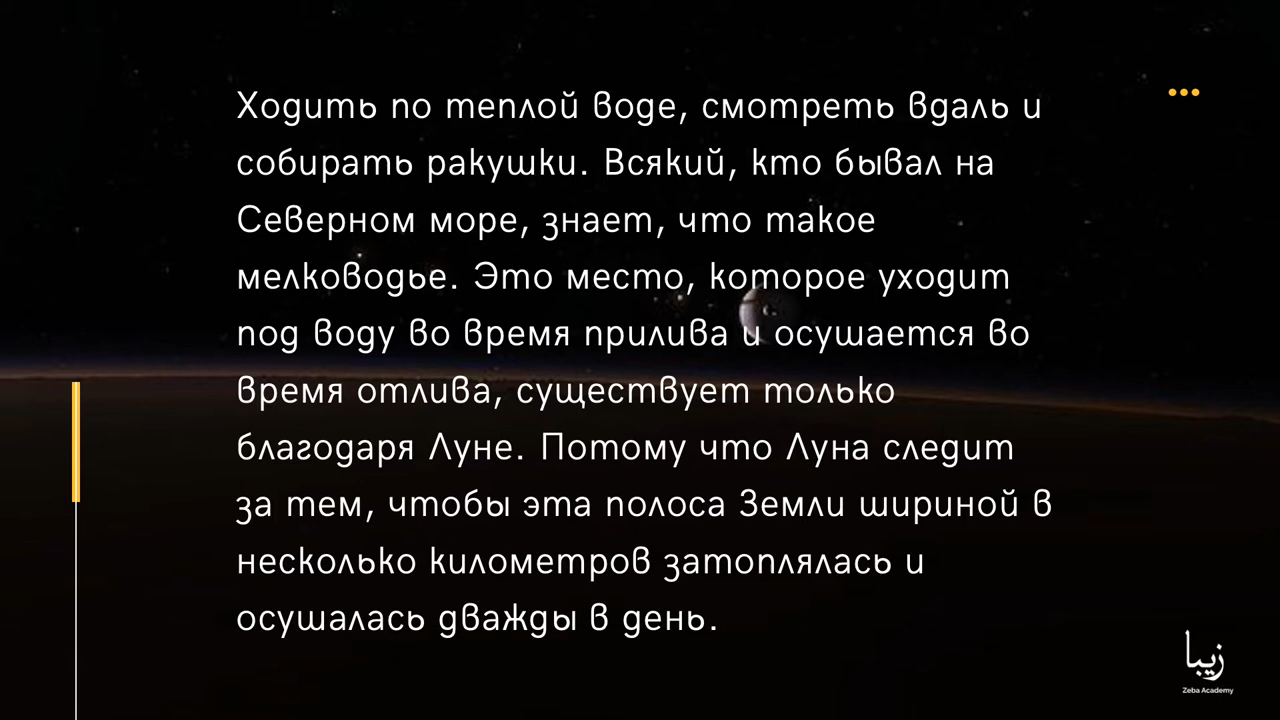 Ходить по теплой воде, смотреть вдаль и
собирать ракушки. Всякий, кто бывал на
Северном море, знает, что такое
мелководье. Это место, которое уходит
под воду во время прилива и осушается во
время отлива, существует только
благодаря Луне. Потому что Луна следит
за тем, чтобы эта полоса Земли шириной в
несколько километров затоплялась и
осушалась дважды в день.
زيبا
Zeba Academy